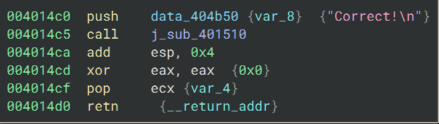 004014c0 push data_404b50 {var_8} {"Correct!\n"}
004014c5 call j_sub_401510
004014ca add esp, 0x4
004014cd xor eax, eax {0x0}
004014cf pop ecx {var_4}
004014d0 retn {__return_addr}